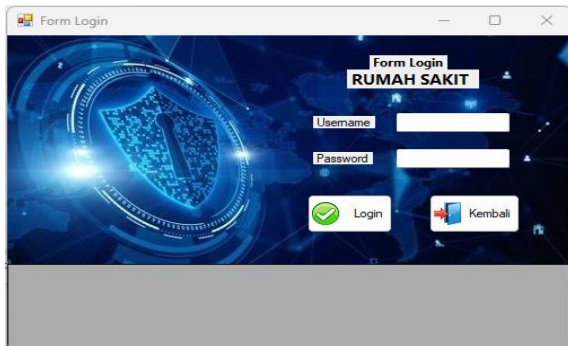 Form Login
Form Login
RUMAH SAKIT
Username
Password
Login Kembali